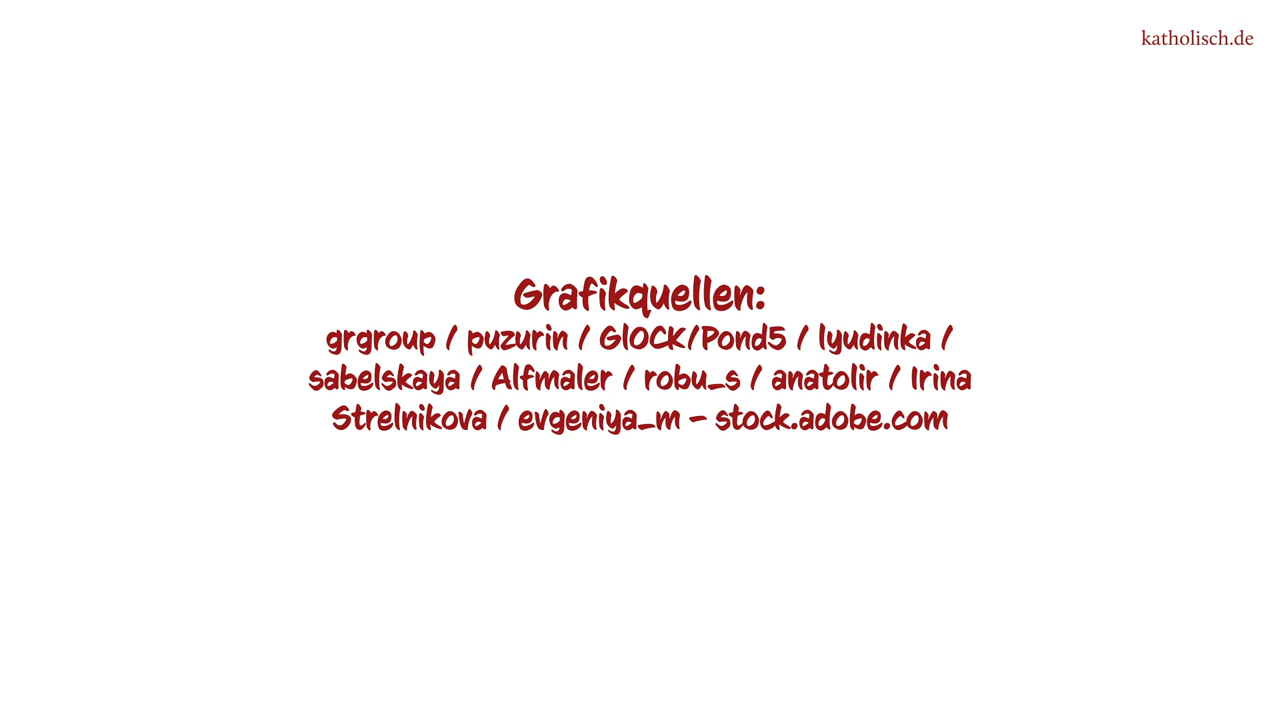 katholisch.de
Grafikquellen:
grgroup / puzurin / GlOCK/Pond5 / lyudinka /
sabelskaya / Alfmaler / robu_s / anatolir / Irina
Strelnikova / evgeniya_m - stock.adobe.com